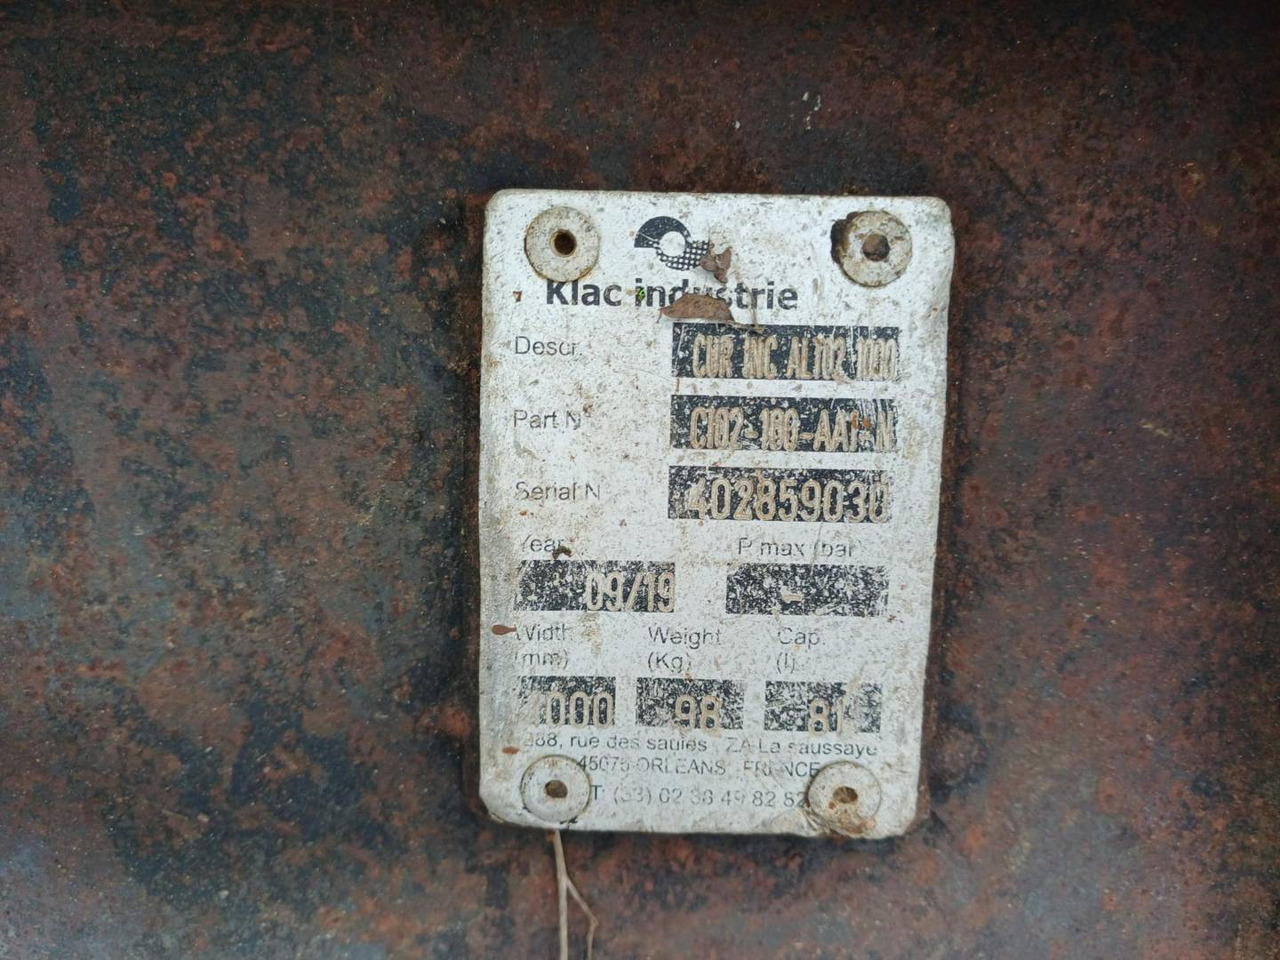 Klac industrie
Descr. CUR INC AL102 1000
Part N° C102-180-AA1-N
Serial N° 402859030
Year P max (bar)
09/19 -
Width Weight Cap.
(mm) (Kg) (l)
1000 98 81
288, rue des saules ZA La saussaye
45075 ORLEANS FRANCE
T: (33) 02 38 49 82 82